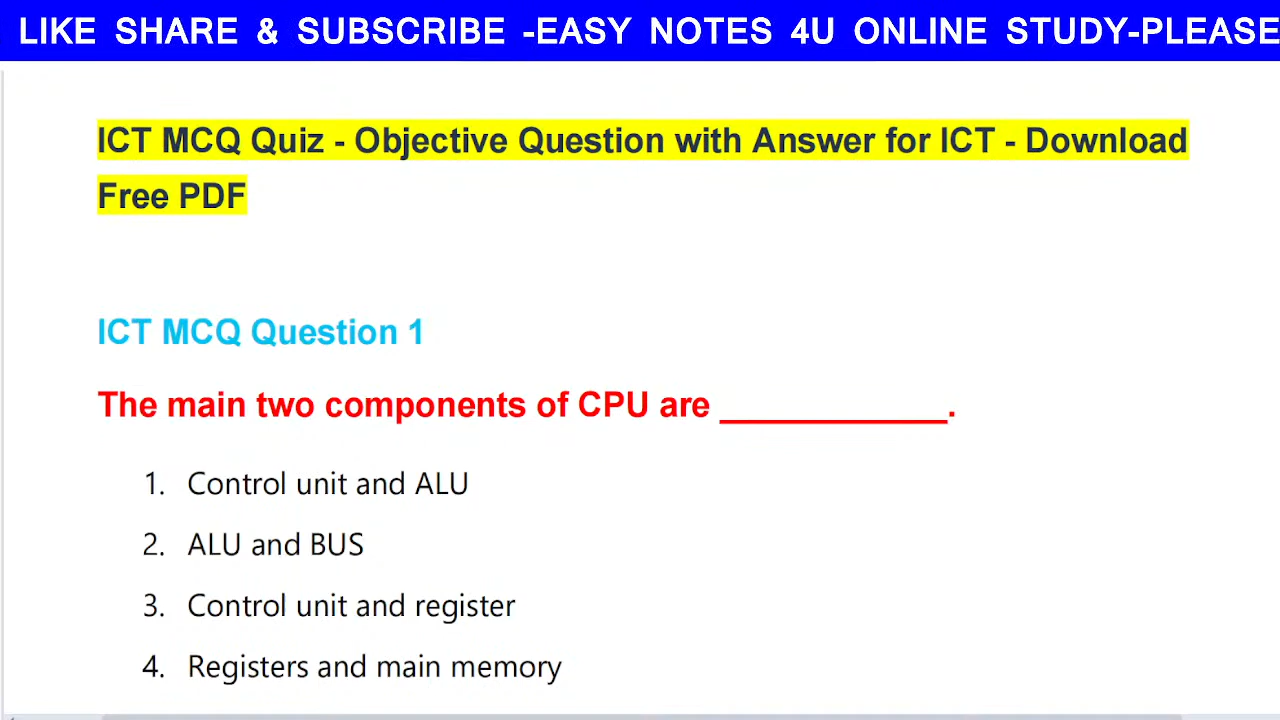 LIKE SHARE & SUBSCRIBE -EASY NOTES 4U ONLINE STUDY-PLEASE
ICT MCQ Quiz - Objective Question with Answer for ICT - Download
Free PDF
ICT MCQ Question 1
The main two components of CPU are ____________.
1. Control unit and ALU
2. ALU and BUS
3. Control unit and register
4. Registers and main memory